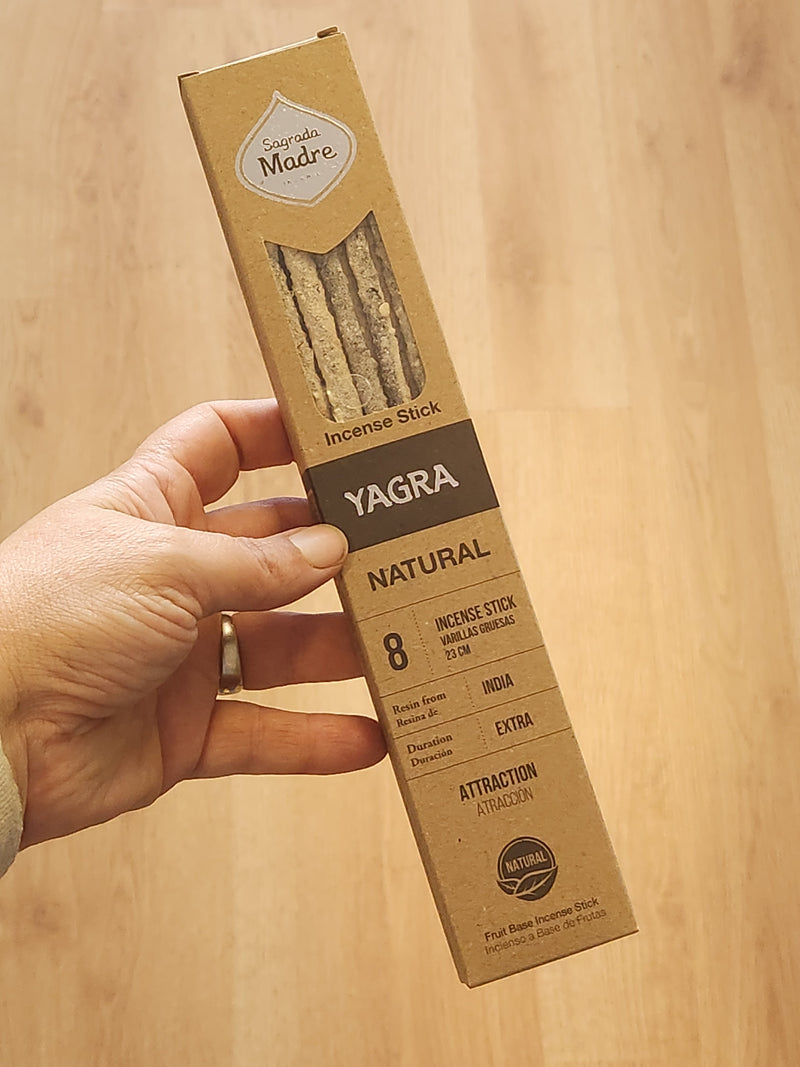 Sagrada
Madre
Incense Stick
YAGRA
NATURAL
8
INCENSE STICK
VARILLAS GRUESAS
23 CM
Resin from
Resina de
INDIA
Duration
Duración
EXTRA
ATTRACTION
ATRACCIÓN
NATURAL
Fruit Base Incense Stick
Incienso a Base de Frutas